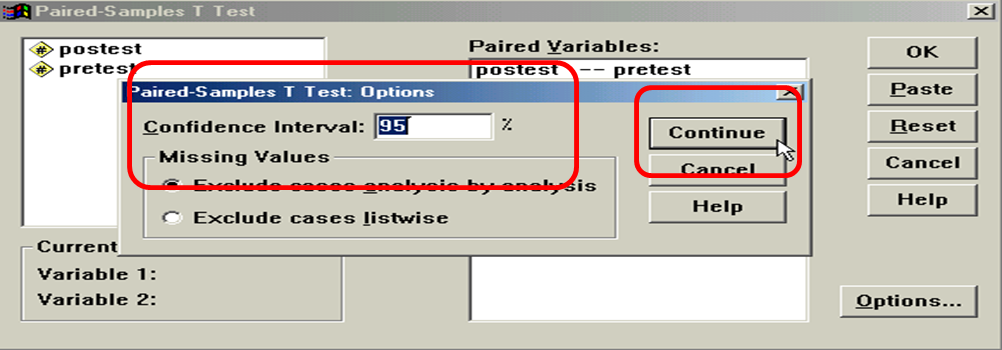 Paired-Samples T Test
postest
pretest
Paired Variables:
postest -- pretest
OK
Paste
Reset
Cancel
Help
Paired-Samples T Test: Options
Confidence Interval: 95 %
Missing Values
Exclude cases analysis by analysis
Exclude cases listwise
Continue
Cancel
Help
Current
Variable 1:
Variable 2:
Options...